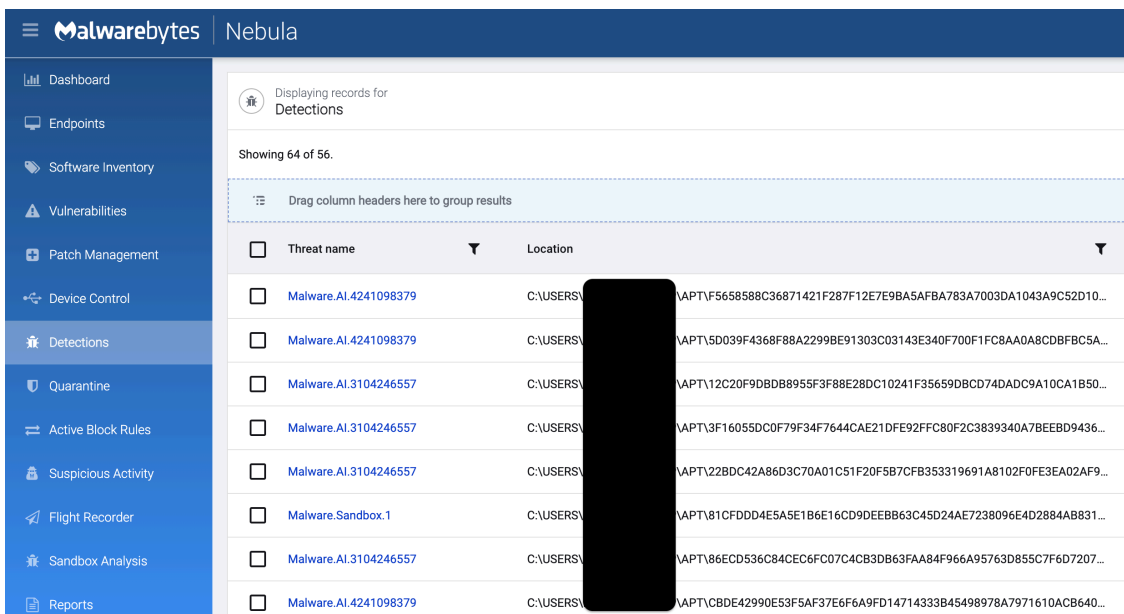 Malwarebytes Nebula
Dashboard
Endpoints
Software Inventory
Vulnerabilities
Patch Management
Device Control
Detections
Quarantine
Active Block Rules
Suspicious Activity
Flight Recorder
Sandbox Analysis
Reports
Displaying records for
Detections
Showing 64 of 56.
Drag column headers here to group results
Threat name Location
Malware.AI.4241098379 C:\USERS\ \APT\F5658588C36871421F287F12E7E9BA5AFBA783A7003DA1043A9C52D10...
Malware.AI.4241098379 C:\USERS\ \APT\5D039F4368F88A2299BE91303C03143E340F700F1FC8AA0A8CDBFBC5A...
Malware.AI.3104246557 C:\USERS\ \APT\12C20F9DBDB8955F3F88E28DC10241F35659DBCD74DADC9A10CA1B50...
Malware.AI.3104246557 C:\USERS\ \APT\3F16055DC0F79F34F7644CAE21DFE92FFC80F2C3839340A7BEEBD9436...
Malware.AI.3104246557 C:\USERS\ \APT\22BDC42A86D3C70A01C51F20F5B7CFB353319691A8102F0FE3EA02AF9...
Malware.Sandbox.1 C:\USERS\ \APT\81CFDDD4E5A5E1B6E16CD9DEEBB63C45D24AE7238096E4D2884AB831...
Malware.AI.3104246557 C:\USERS\ \APT\86ECD536C84CEC6FC07C4CB3DB63FAA84F966A95763D855C7F6D7207...
Malware.AI.4241098379 C:\USERS\ \APT\CBDE42990E53F5AF37E6F6A9FD14714333B45498978A7971610ACB640...